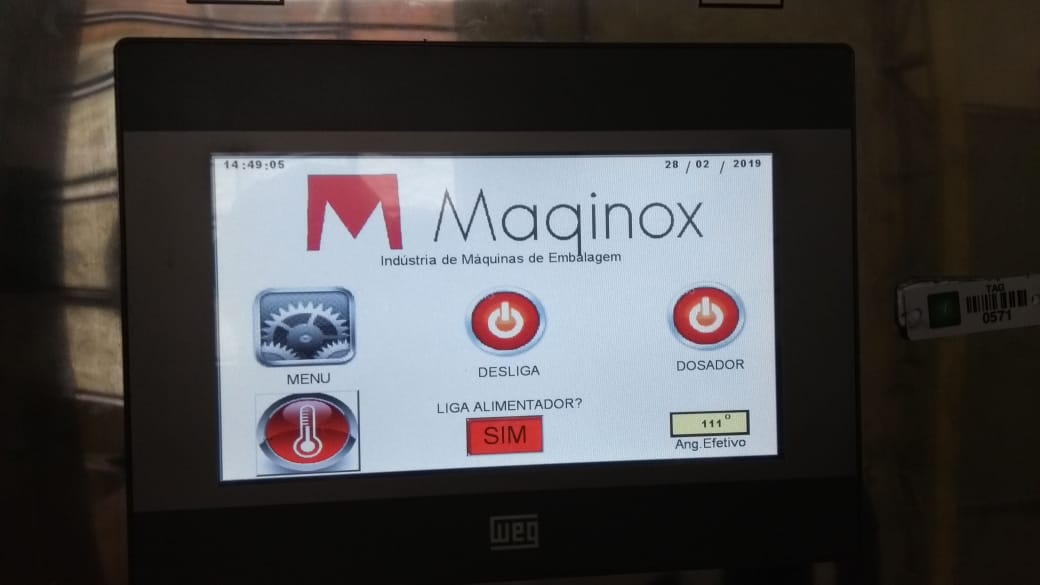 14:49:05
28 / 02 / 2019
M Maqinox
Indústria de Máquinas de Embalagem
MENU
DESLIGA
DOSADOR
LIGA ALIMENTADOR?
SIM
111°
Ang.Efetivo
weg
TAG
0571